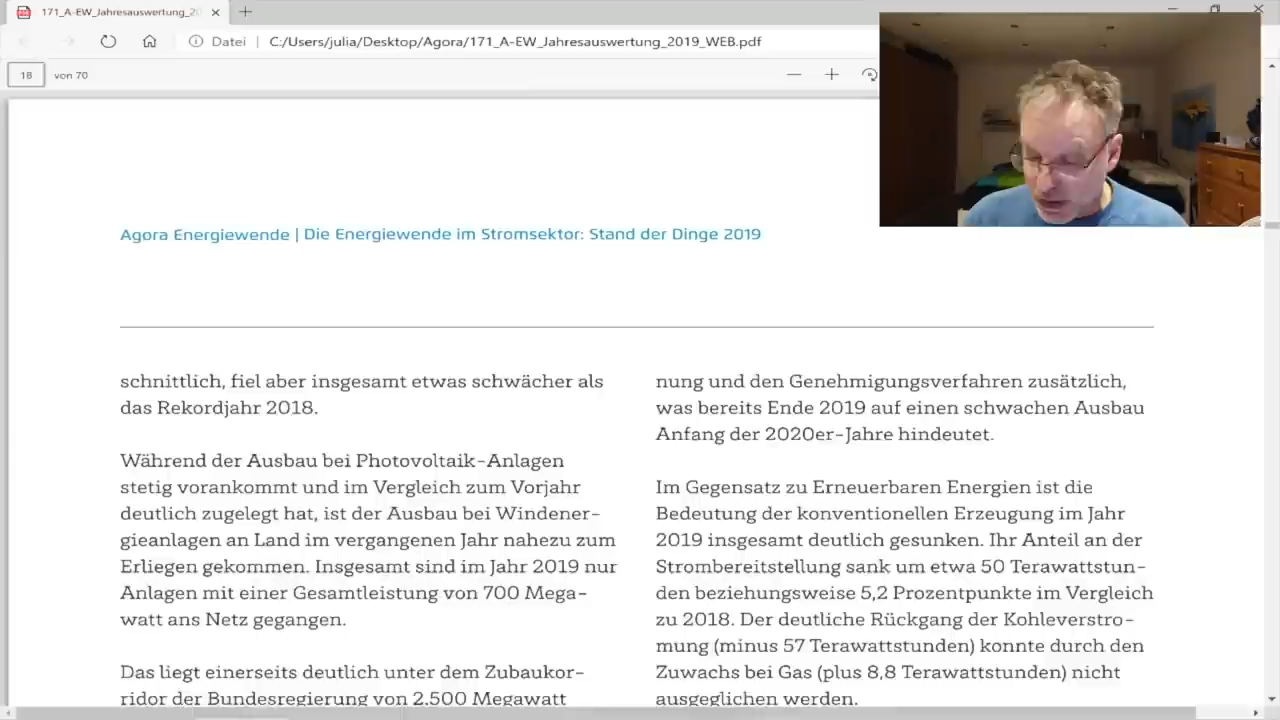 171_A-EW_Jahresauswertung_20
Datei
C:/Users/julia/Desktop/Agora/171_A-EW_Jahresauswertung_2019_WEB.pdf
18 von 70
Agora Energiewende | Die Energiewende im Stromsektor: Stand der Dinge 2019
schnittlich, fiel aber insgesamt etwas schwächer als
das Rekordjahr 2018.
Während der Ausbau bei Photovoltaik-Anlagen
stetig vorankommt und im Vergleich zum Vorjahr
deutlich zugelegt hat, ist der Ausbau bei Windener-
gieanlagen an Land im vergangenen Jahr nahezu zum
Erliegen gekommen. Insgesamt sind im Jahr 2019 nur
Anlagen mit einer Gesamtleistung von 700 Mega-
watt ans Netz gegangen.
Das liegt einerseits deutlich unter dem Zubaukor-
ridor der Bundesregierung von 2.500 Megawatt
nung und den Genehmigungsverfahren zusätzlich,
was bereits Ende 2019 auf einen schwachen Ausbau
Anfang der 2020er-Jahre hindeutet.
Im Gegensatz zu Erneuerbaren Energien ist die
Bedeutung der konventionellen Erzeugung im Jahr
2019 insgesamt deutlich gesunken. Ihr Anteil an der
Strombereitstellung sank um etwa 50 Terawattstun-
den beziehungsweise 5,2 Prozentpunkte im Vergleich
zu 2018. Der deutliche Rückgang der Kohleverstro-
mung (minus 57 Terawattstunden) konnte durch den
Zuwachs bei Gas (plus 8,8 Terawattstunden) nicht
ausgeglichen werden.